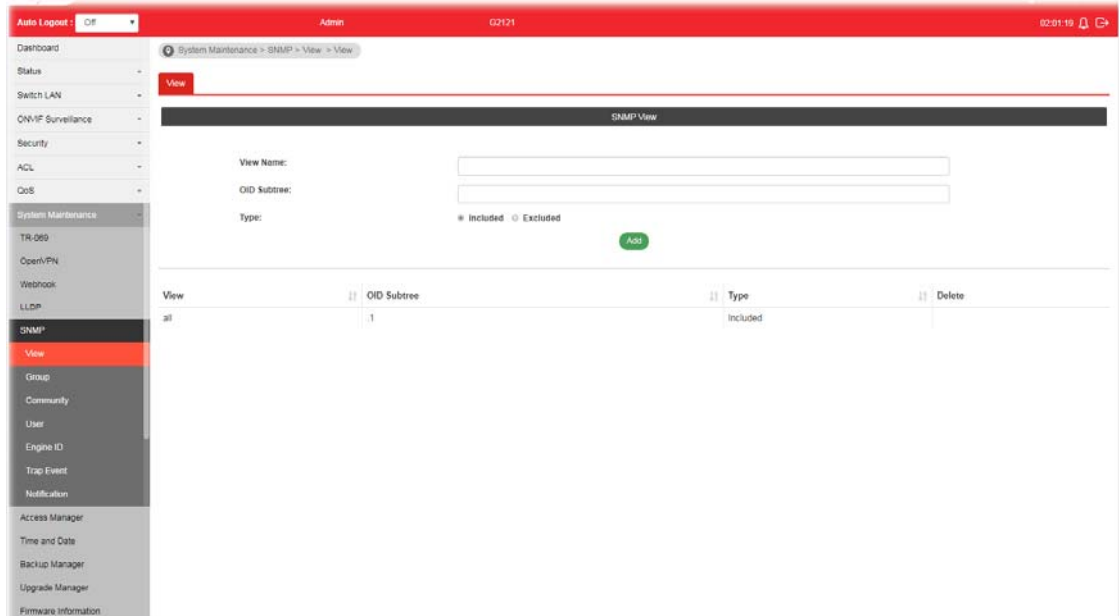 Auto Logout : Off Admin G2121 02:01:19
Dashboard
Status
Switch LAN
ONVIF Surveillance
Security
ACL
QoS
System Maintenance
TR-069
OpenVPN
Webhook
LLDP
SNMP
View
Group
Community
User
Engine ID
Trap Event
Notification
Access Manager
Time and Date
Backup Manager
Upgrade Manager
Firmware Information
System Maintenance > SNMP > View > View
View
SNMP View
View Name:
OID Subtree:
Type: Included Excluded
Add
View OID Subtree Type Delete
all .1 Included